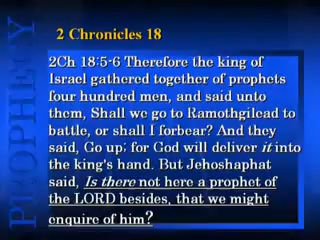 PROPHECY
2 Chronicles 18
2Ch 18:5-6 Therefore the king of
Israel gathered together of prophets
four hundred men, and said unto
them, Shall we go to Ramothgilead to
battle, or shall I forbear? And they
said, Go up; for God will deliver it into
the king's hand. But Jehoshaphat
said, Is there not here a prophet of
the LORD besides, that we might
enquire of him?